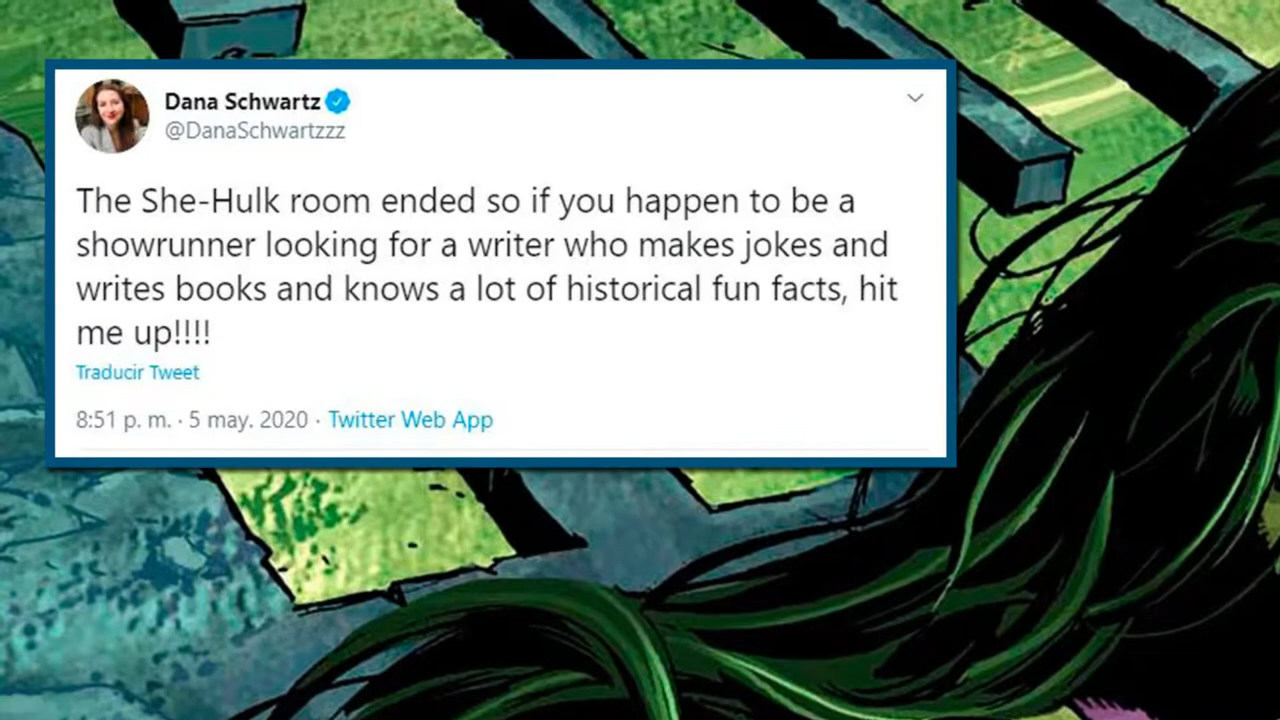 Dana Schwartz
@DanaSchwartzzz
The She-Hulk room ended so if you happen to be a
showrunner looking for a writer who makes jokes and
writes books and knows a lot of historical fun facts, hit
me up!!!!
Traducir Tweet
8:51 p. m. · 5 may. 2020 · Twitter Web App